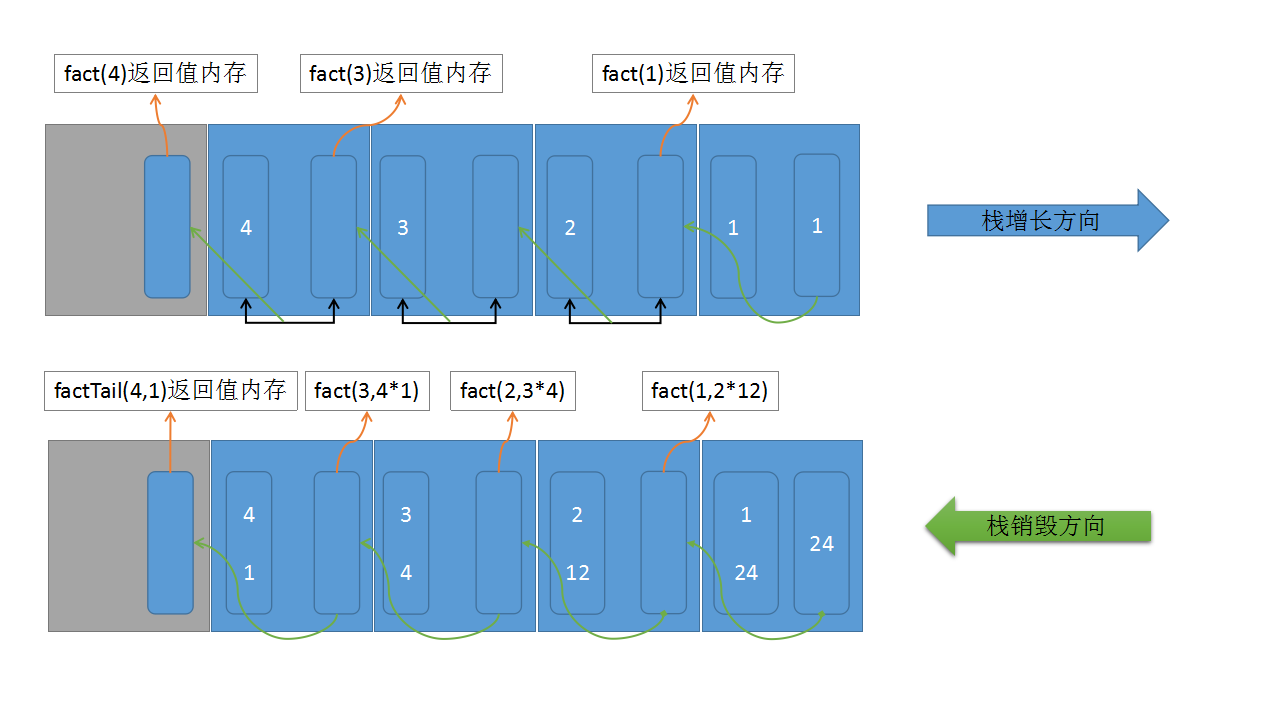 fact(4)返回值内存
fact(3)返回值内存
fact(1)返回值内存
4
3
2
1
1
栈增长方向
factTail(4,1)返回值内存
fact(3,4*1)
fact(2,3*4)
fact(1,2*12)
4
3
2
1
24
1
4
12
24
栈销毁方向